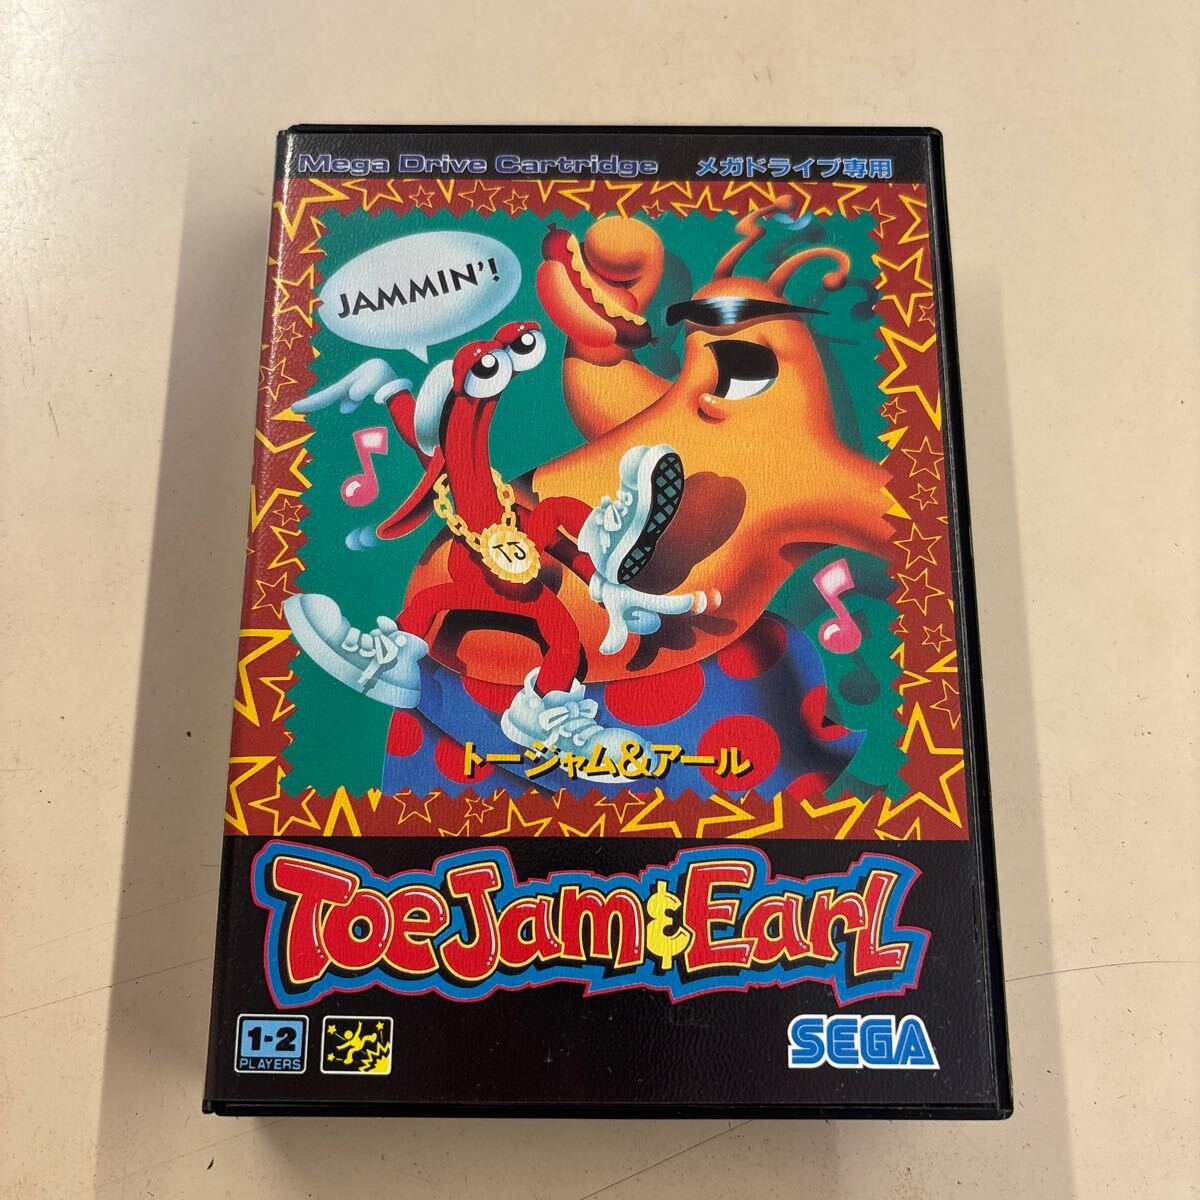 Mega Drive Cartridge メガドライブ専用
JAMMIN'!
TJ
トージャム&アール
ToeJam & Earl
1-2
PLAYERS
SEGA